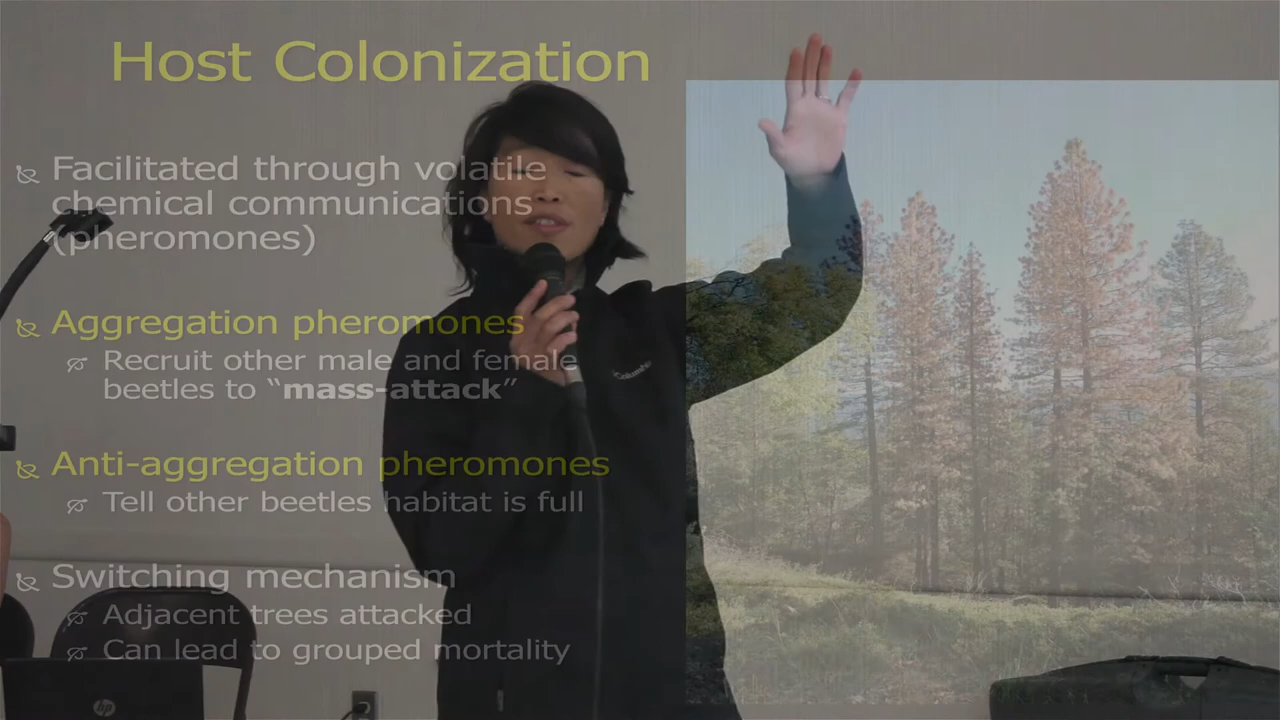 Host Colonization
Facilitated through volatile
chemical communications
(pheromones)
Aggregation pheromones
Recruit other male and female
beetles to “mass-attack”
Columbia
Anti-aggregation pheromones
Tell other beetles habitat is full
Switching mechanism
Adjacent trees attacked
Can lead to grouped mortality
hp